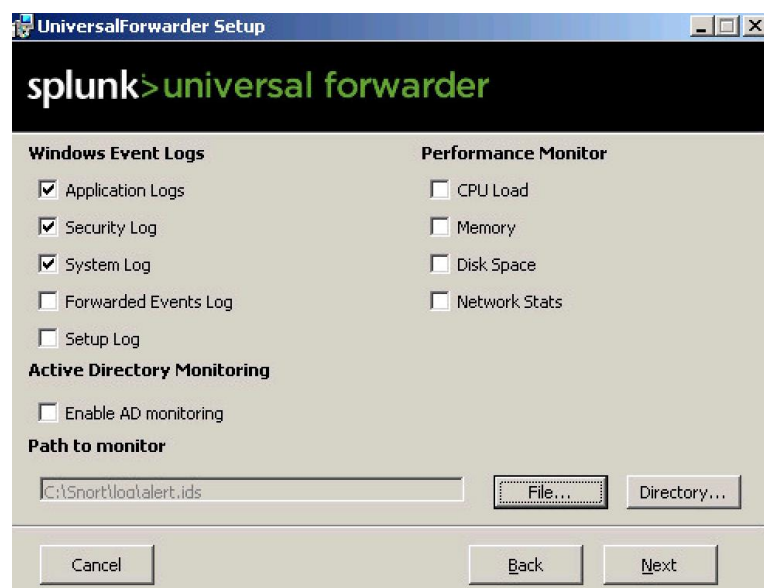 UniversalForwarder Setup
splunk>universal forwarder
Windows Event Logs
Application Logs
Security Log
System Log
Forwarded Events Log
Setup Log
Performance Monitor
CPU Load
Memory
Disk Space
Network Stats
Active Directory Monitoring
Enable AD monitoring
Path to monitor
C:\Snort\log\alert.ids
File...
Directory...
Cancel
Back
Next